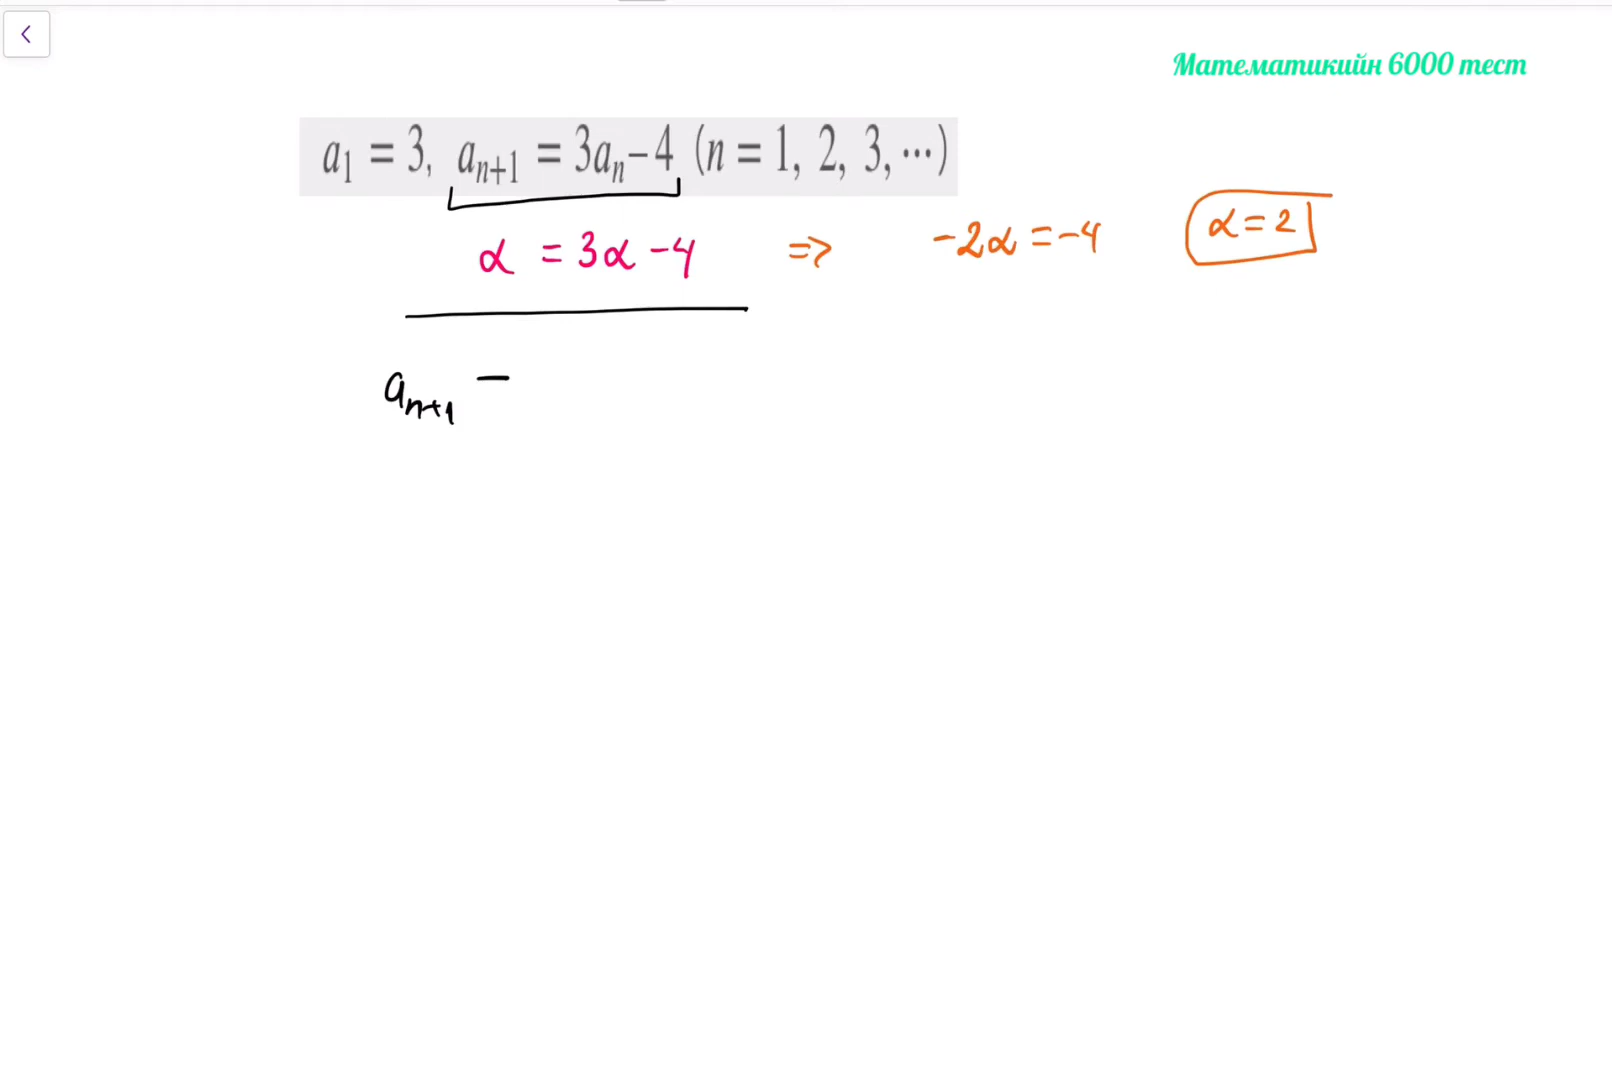 Математикийн 6000 тест
a₁ = 3, aₙ₊₁ = 3aₙ−4 (n = 1, 2, 3, ⋯)
α = 3α −4 => −2α = −4 α = 2
aₙ₊₁ −